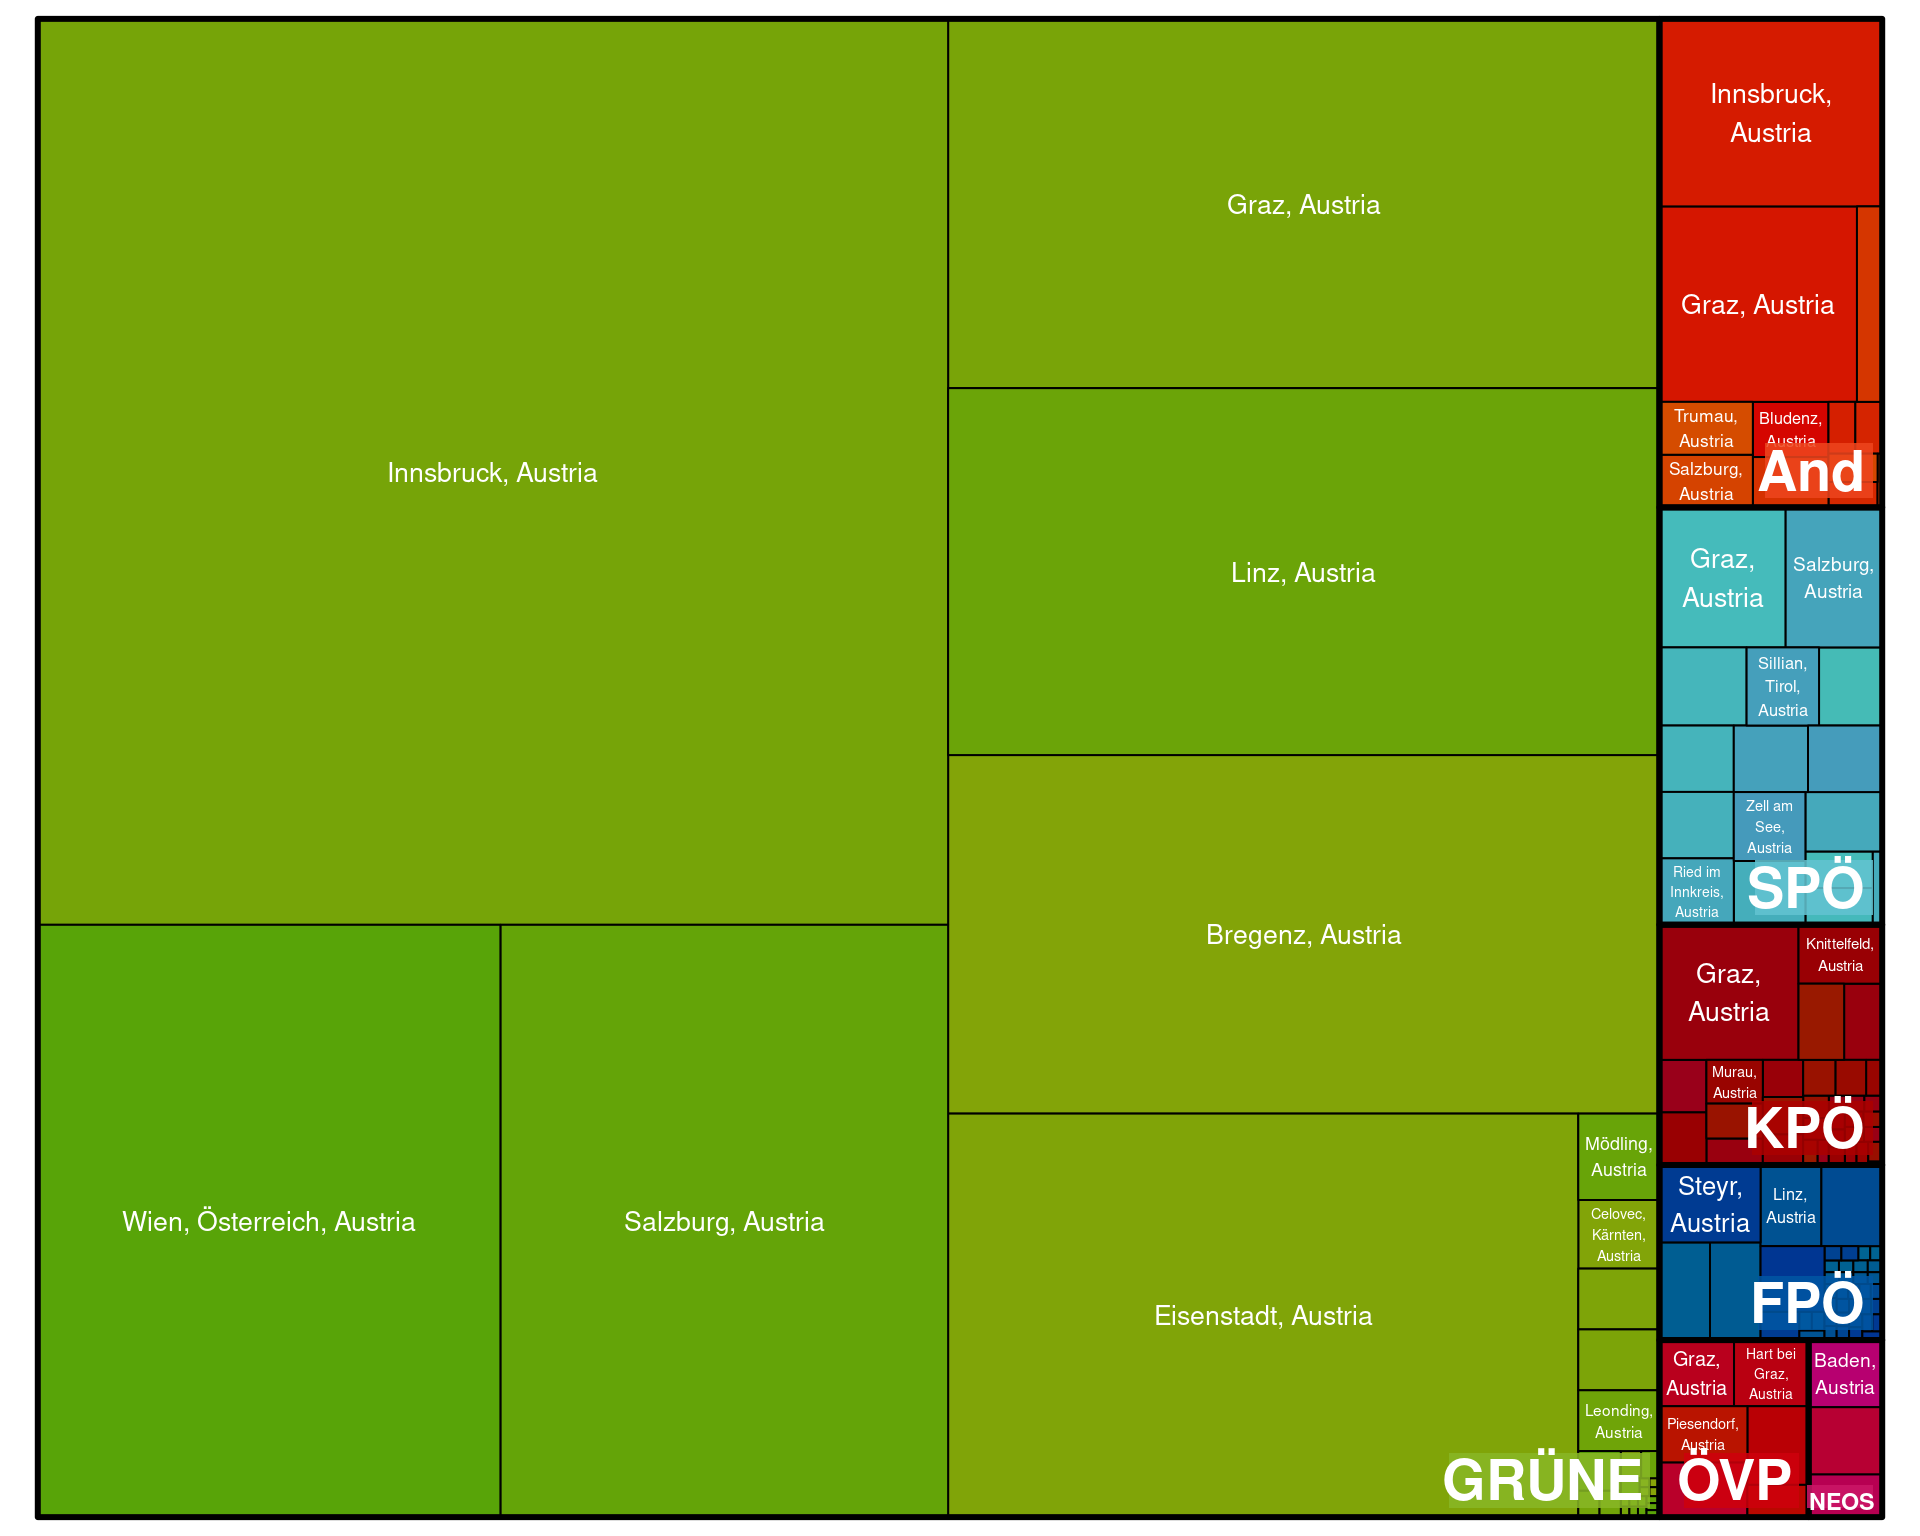 Innsbruck, Austria
Wien, Österreich, Austria
Salzburg, Austria
Graz, Austria
Linz, Austria
Bregenz, Austria
Eisenstadt, Austria
Mödling,
Austria
Celovec,
Kärnten,
Austria
Leonding,
Austria
GRÜNE
Innsbruck,
Austria
Graz, Austria
Trumau,
Austria
Bludenz,
Austria
Salzburg,
Austria
And
Graz,
Austria
Salzburg,
Austria
Sillian,
Tirol,
Austria
Zell am
See,
Austria
Ried im
Innkreis,
Austria
SPÖ
Graz,
Austria
Knittelfeld,
Austria
Murau,
Austria
KPÖ
Steyr,
Austria
Linz,
Austria
FPÖ
Graz,
Austria
Hart bei
Graz,
Austria
Piesendorf,
Austria
ÖVP
Baden,
Austria
NEOS